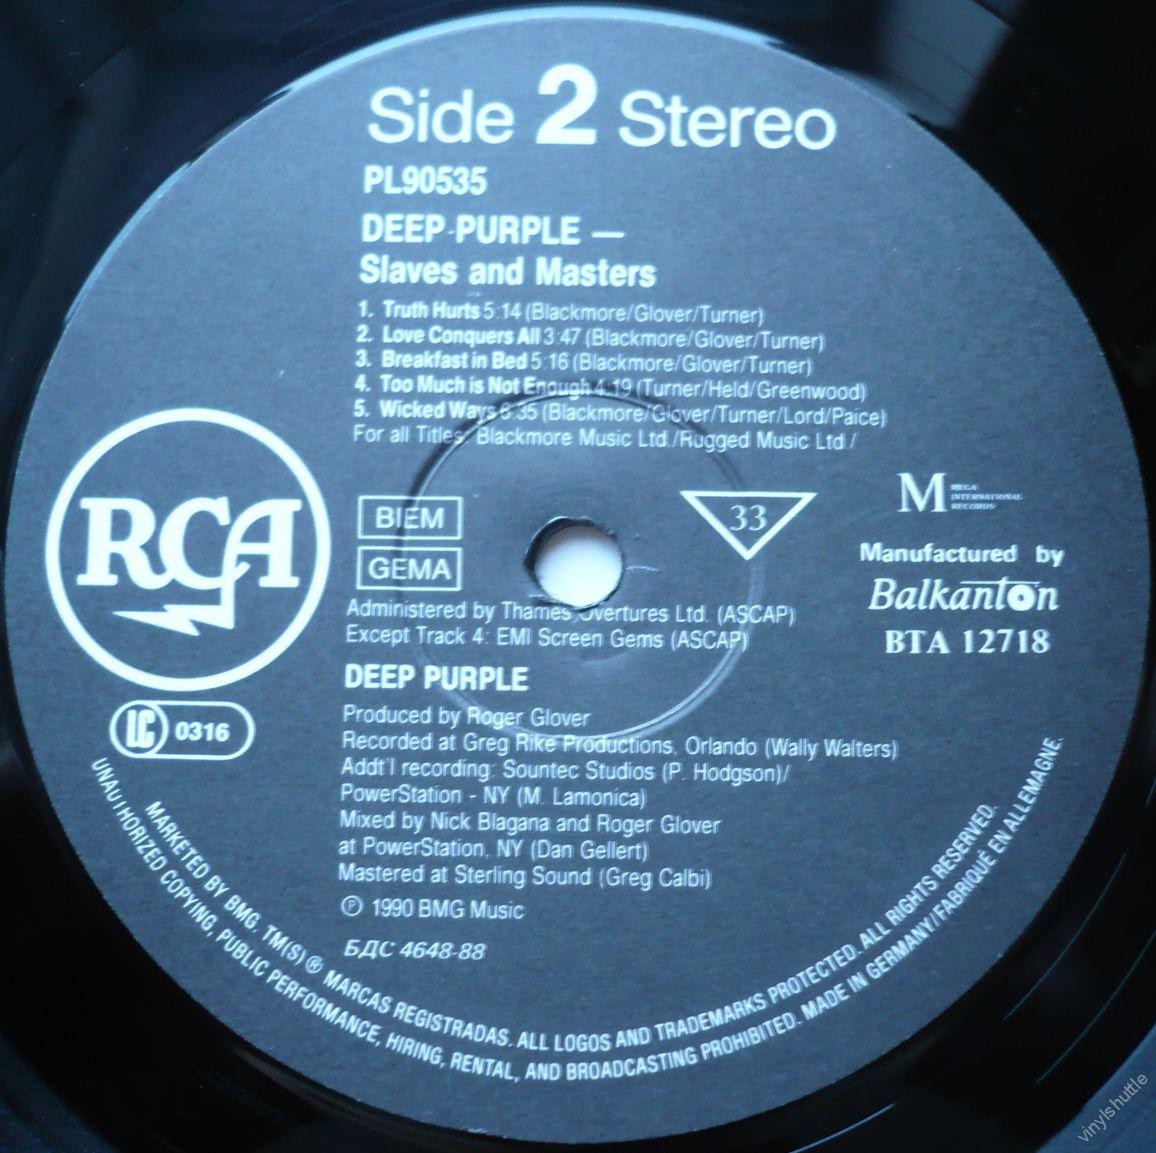 Side 2 Stereo
PL90535
DEEP PURPLE —
Slaves and Masters
1. Truth Hurts 5:14 (Blackmore/Glover/Turner)
2. Love Conquers All 3:47 (Blackmore/Glover/Turner)
3. Breakfast in Bed 5:16 (Blackmore/Glover/Turner)
4. Too Much is Not Enough 4:19 (Turner/Held/Greenwood)
5. Wicked Ways 6:35 (Blackmore/Glover/Turner/Lord/Paice)
For all Titles: Blackmore Music Ltd./Rugged Music Ltd./
RCA
BIEM
GEMA
33
M MEGA
INTERNATIONAL
RECORDS
Manufactured by
Balkanton
BTA 12718
Administered by Thames Overtures Ltd. (ASCAP)
Except Track 4: EMI Screen Gems (ASCAP)
LC 0316
DEEP PURPLE
Produced by Roger Glover
Recorded at Greg Rike Productions, Orlando (Wally Walters)
Addt'l recording: Sountec Studios (P. Hodgson)/
PowerStation - NY (M. Lamonica)
Mixed by Nick Blagana and Roger Glover
at PowerStation, NY (Dan Gellert)
Mastered at Sterling Sound (Greg Calbi)
℗ 1990 BMG Music
БДС 4648-88
MARKETED BY BMG. TM(S) ® MARCAS REGISTRADAS. ALL LOGOS AND TRADEMARKS PROTECTED. ALL RIGHTS RESERVED.
UNAUTHORIZED COPYING, PUBLIC PERFORMANCE, HIRING, RENTAL, AND BROADCASTING PROHIBITED. MADE IN GERMANY/FABRIQUÉ EN ALLEMAGNE.
vinylshuttle